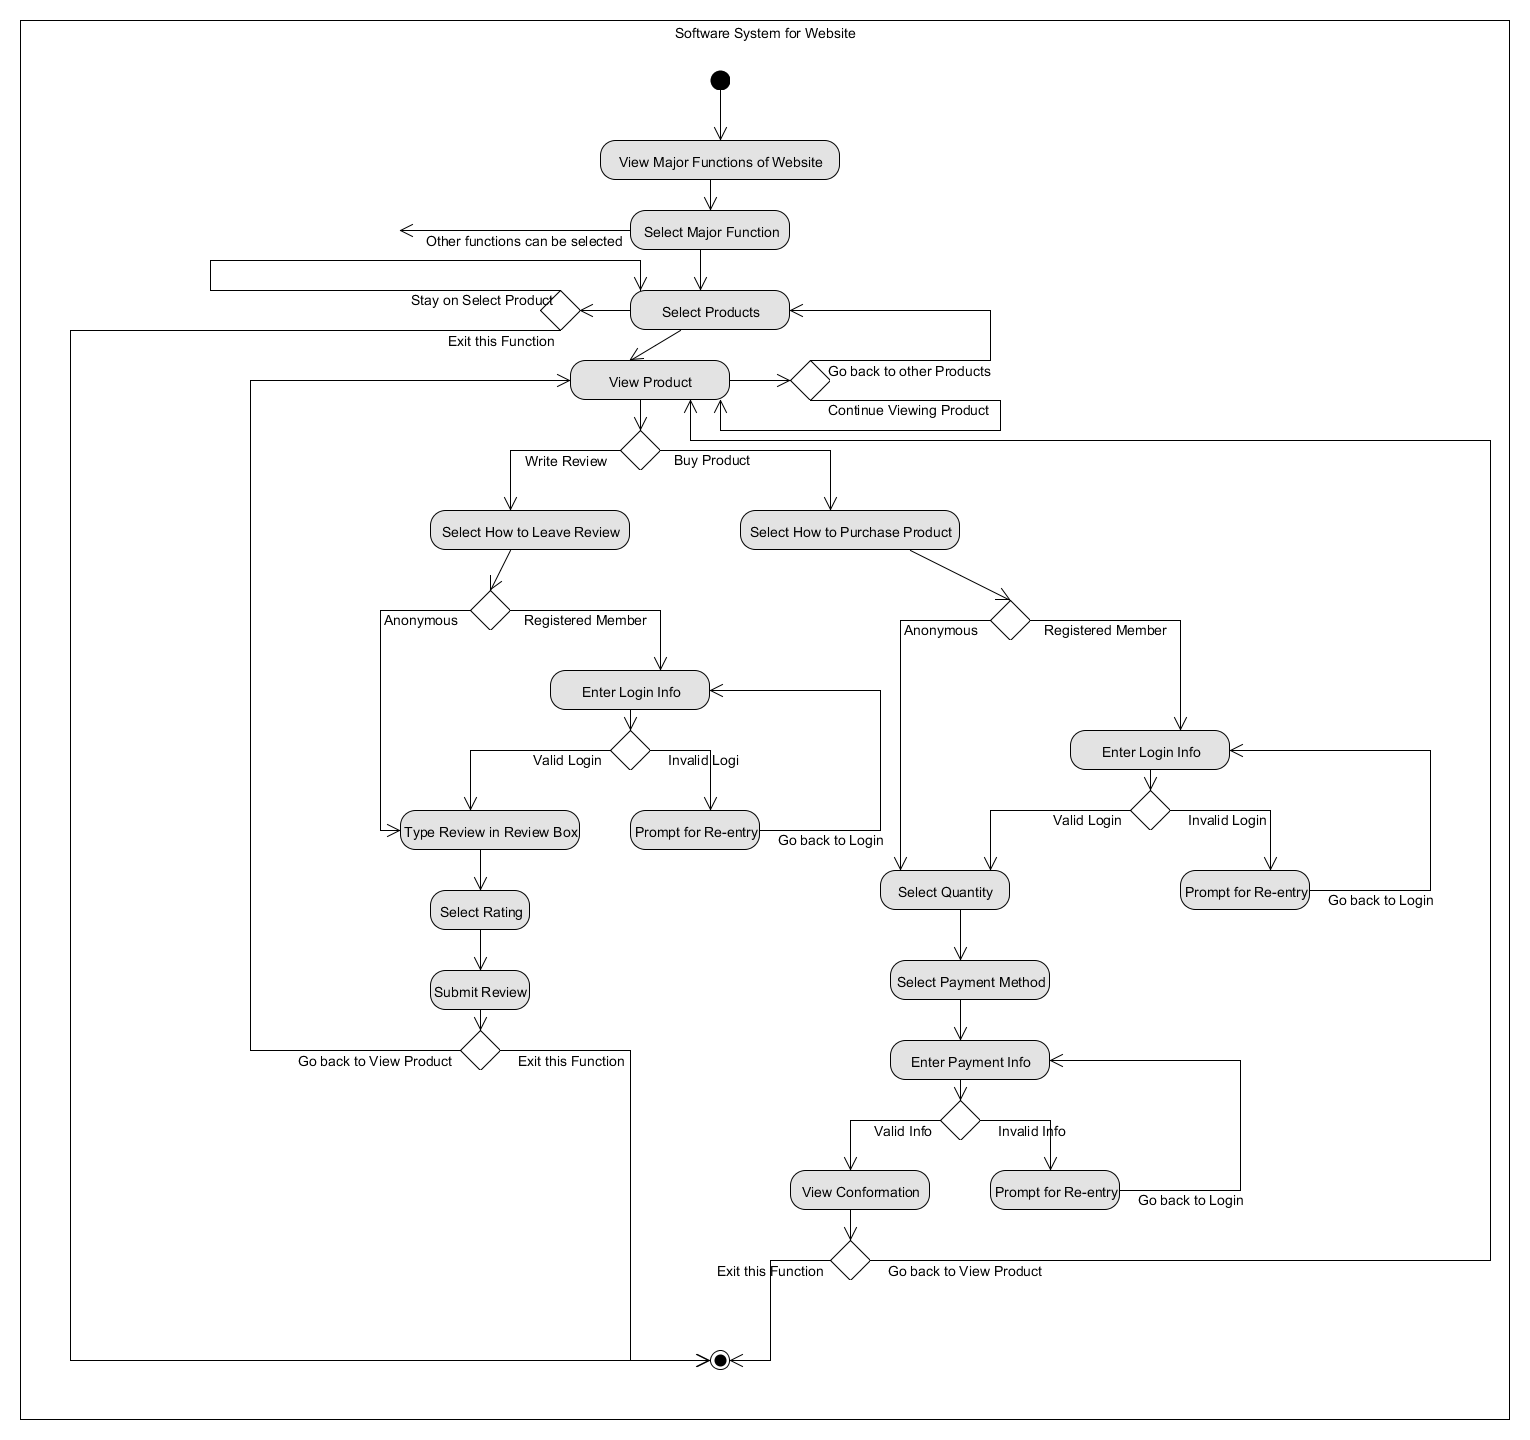 Software System for Website
View Major Functions of Website
Select Major Function
Other functions can be selected
Stay on Select Product
Select Products
Exit this Function
View Product
Go back to other Products
Continue Viewing Product
Write Review
Buy Product
Select How to Leave Review
Select How to Purchase Product
Anonymous
Registered Member
Anonymous
Registered Member
Enter Login Info
Enter Login Info
Valid Login
Invalid Logi
Type Review in Review Box
Prompt for Re-entry
Go back to Login
Valid Login
Invalid Login
Select Quantity
Prompt for Re-entry
Go back to Login
Select Rating
Submit Review
Select Payment Method
Go back to View Product
Exit this Function
Enter Payment Info
Valid Info
Invalid Info
View Conformation
Prompt for Re-entry
Go back to Login
Exit this Function
Go back to View Product